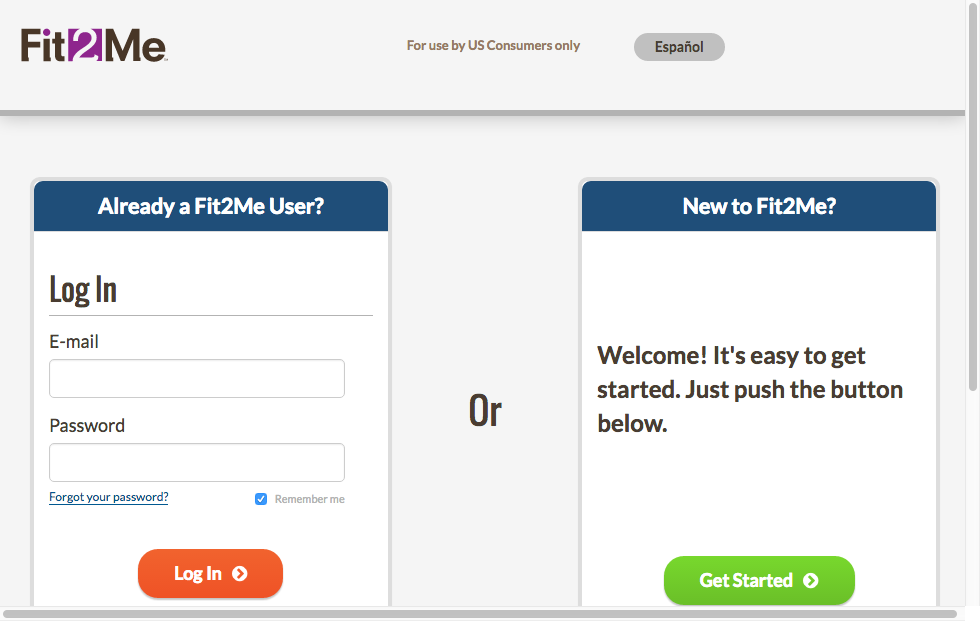 Fit2Me™
For use by US Consumers only
Español
Already a Fit2Me User?
Log In
E-mail
Password
Forgot your password?
Remember me
Log In
Or
New to Fit2Me?
Welcome! It's easy to get
started. Just push the button
below.
Get Started